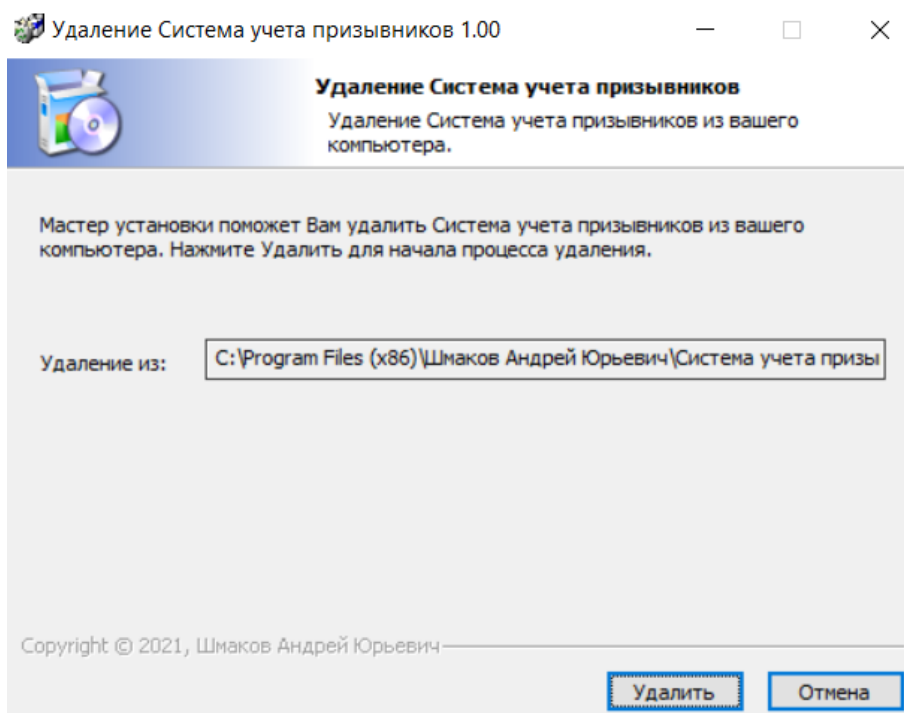 Удаление Система учета призывников 1.00
Удаление Система учета призывников
Удаление Система учета призывников из вашего
компьютера.
Мастер установки поможет Вам удалить Система учета призывников из вашего
компьютера. Нажмите Удалить для начала процесса удаления.
Удаление из: C:\Program Files (x86)\Шмаков Андрей Юрьевич\Система учета призы
Copyright © 2021, Шмаков Андрей Юрьевич
Удалить Отмена